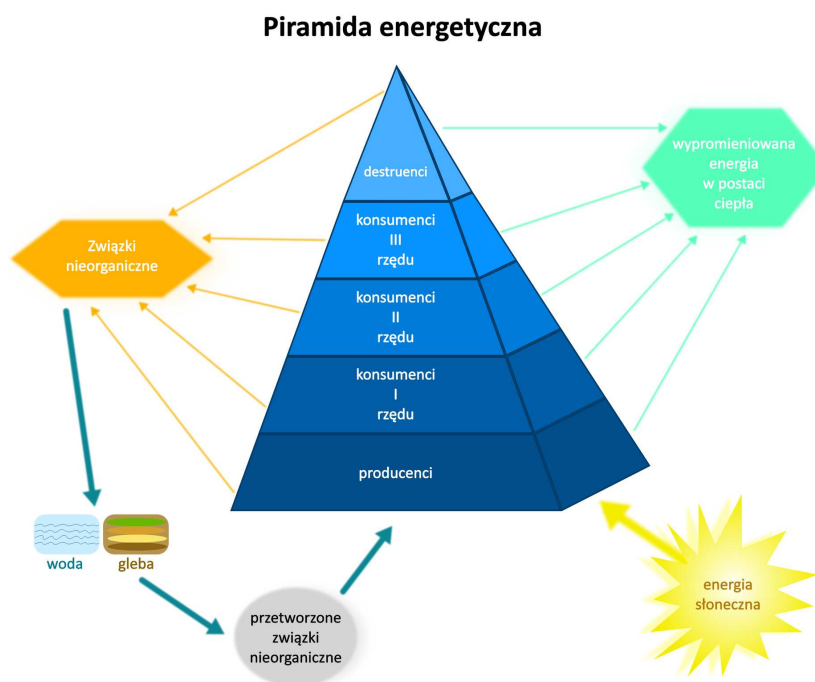 Piramida energetyczna
wypromieniowana
energia
w postaci
ciepła
destruenci
konsumenci
III
rzędu
Związki
nieorganiczne
konsumenci
II
rzędu
konsumenci
I
rzędu
producenci
woda
gleba
energia
słoneczna
przetworzone
związki
nieorganiczne